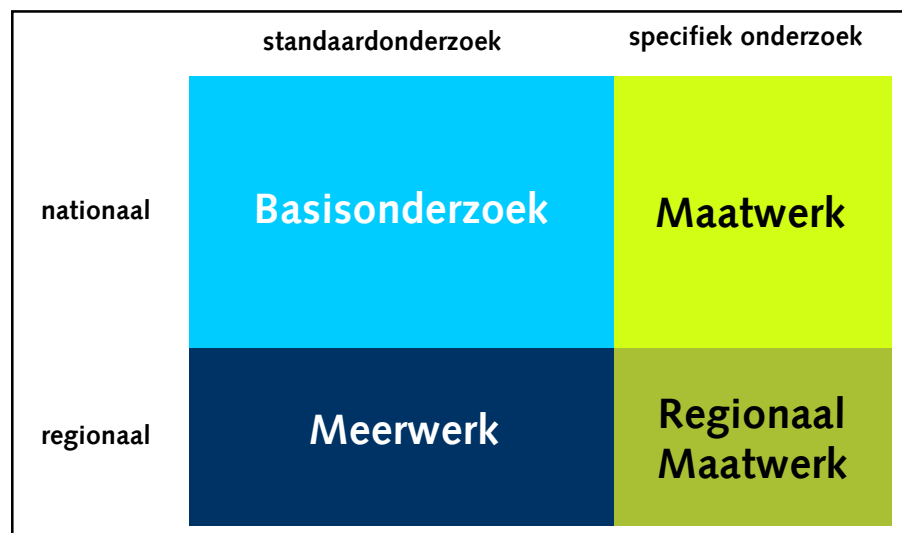 standaardonderzoek specifiek onderzoek
nationaal Basisonderzoek Maatwerk
regionaal Meerwerk Regionaal
Maatwerk